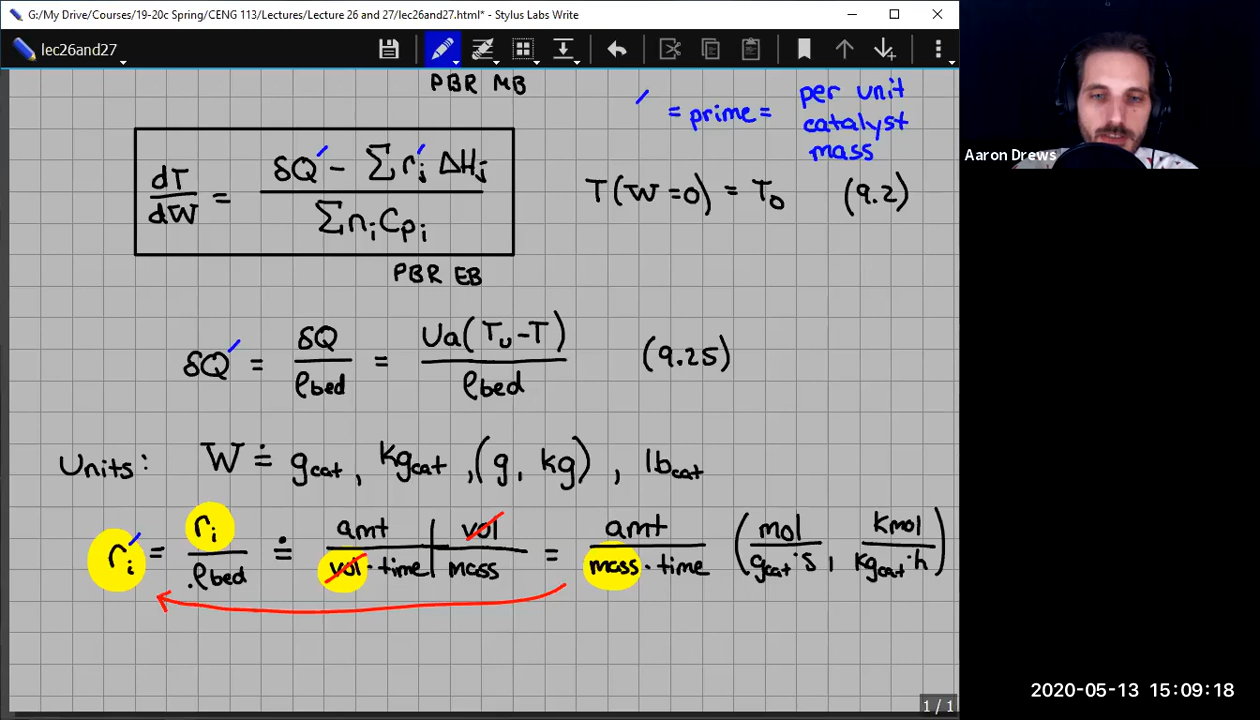 G:/My Drive/Courses/19-20c Spring/CENG 113/Lectures/Lecture 26 and 27/lec26and27.html* - Stylus Labs Write
lec26and27
PBR MB
′ = prime = per unit
catalyst
mass
dT/dW = (δQ′ − Σ r′j ΔHj) / (Σ ni Cpi)
T(W=0) = T0 (9.2)
PBR EB
δQ′ = δQ/ρbed = Ua(Tu−T)/ρbed (9.25)
Units: W ≐ gcat, kgcat, (g, kg), lbcat
ri′ = ri/ρbed ≐ amt/(vol·time) | vol/mass = amt/(mass·time) (mol/(gcat·s), kmol/(kgcat·h))
Aaron Drews
1 / 1
2020-05-13 15:09:18